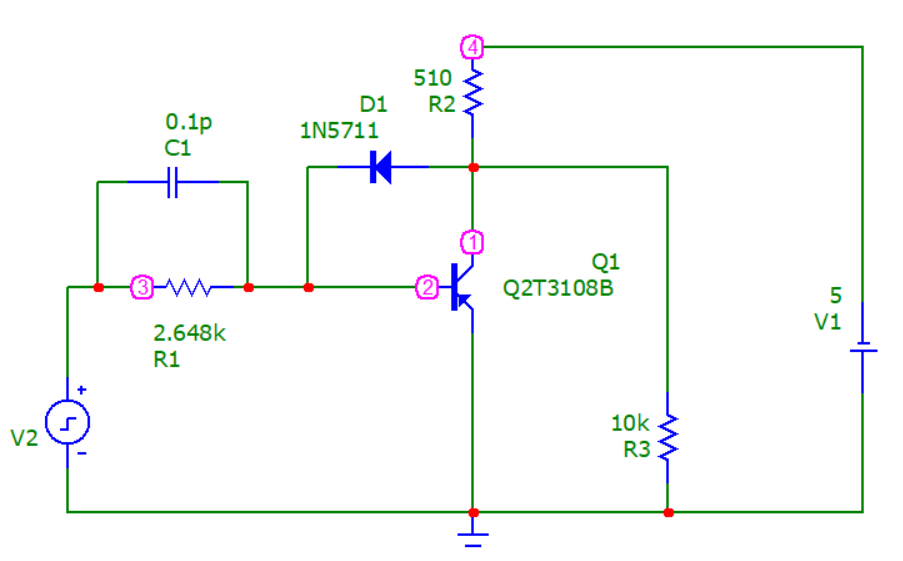 4
510
R2
D1
1N5711
0.1p
C1
1
Q1
Q2T3108B
3
2
2.648k
R1
5
V1
+
V2
-
10k
R3